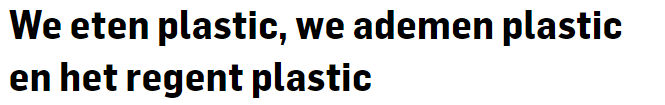 We eten plastic, we ademen plastic
en het regent plastic